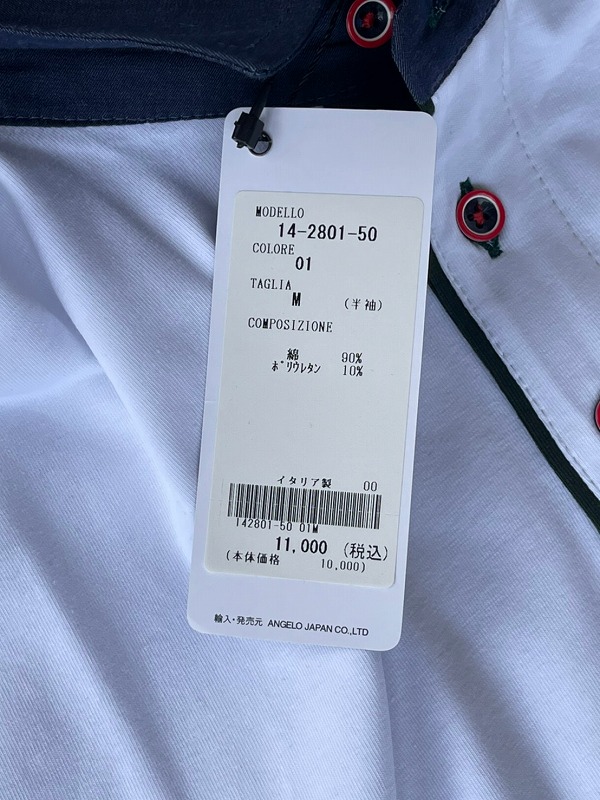 MODELLO
14-2801-50
COLORE
01
TAGLIA
M (半袖)
COMPOSIZIONE
綿 90%
ポリウレタン 10%
イタリア製 00
142801-50 01M
11,000 (税込)
(本体価格 10,000)
輸入・発売元 ANGELO JAPAN CO.,LTD